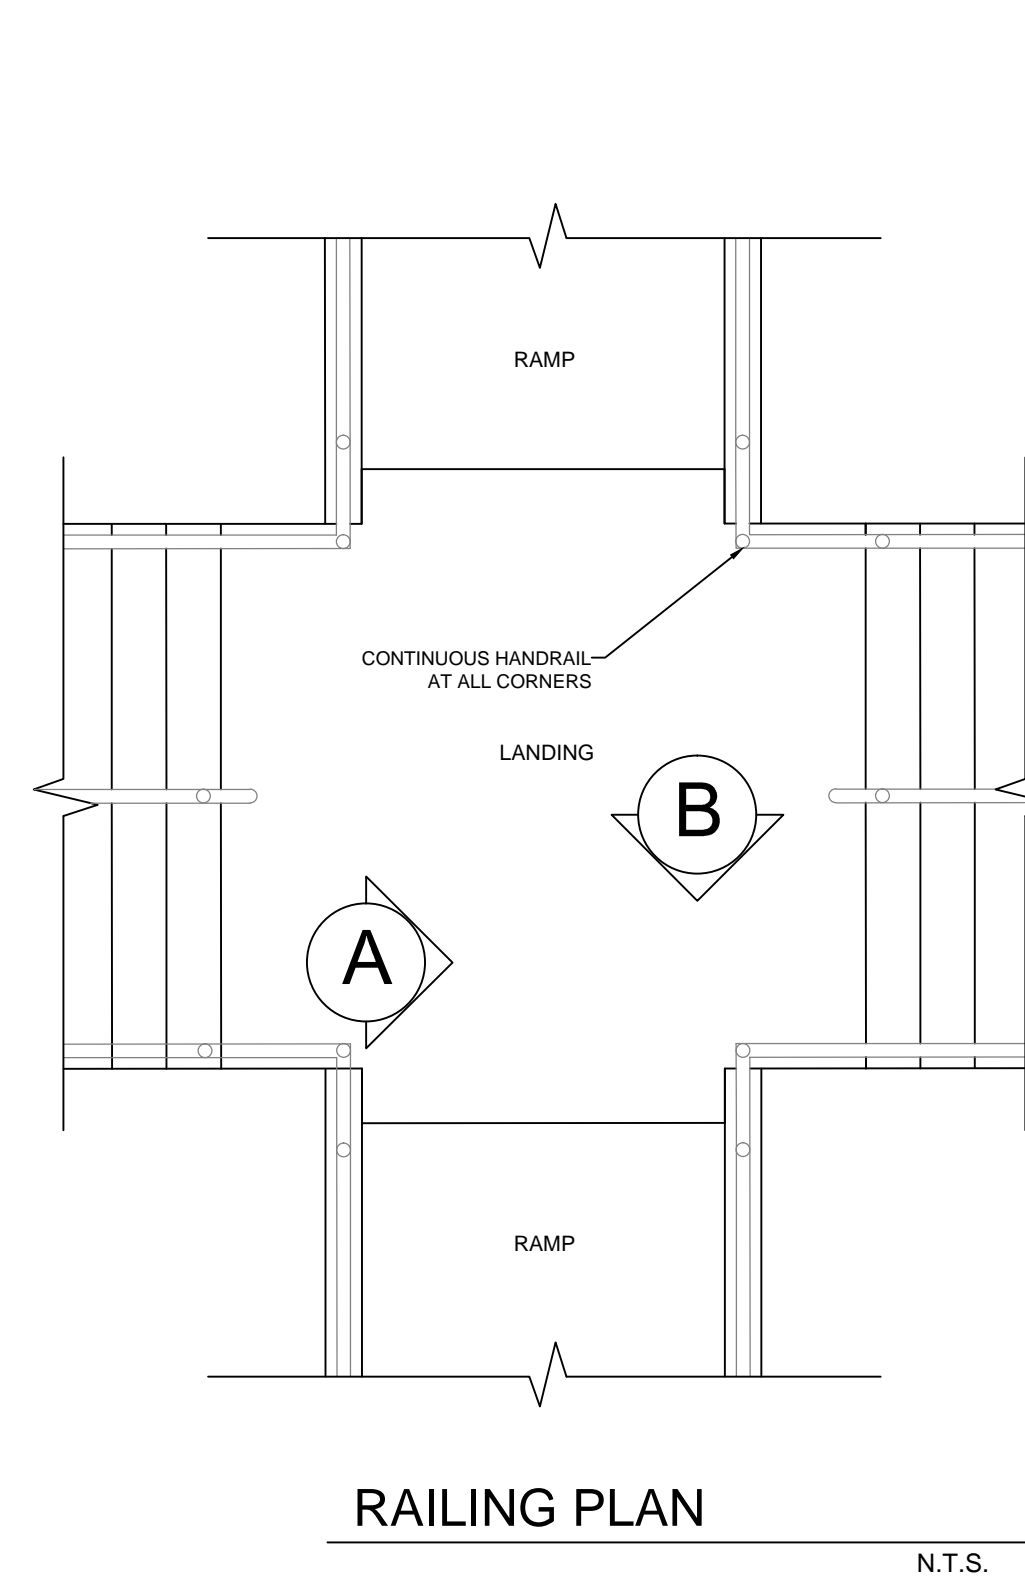 RAMP
CONTINUOUS HANDRAIL
AT ALL CORNERS
LANDING
B
A
RAMP
RAILING PLAN
N.T.S.